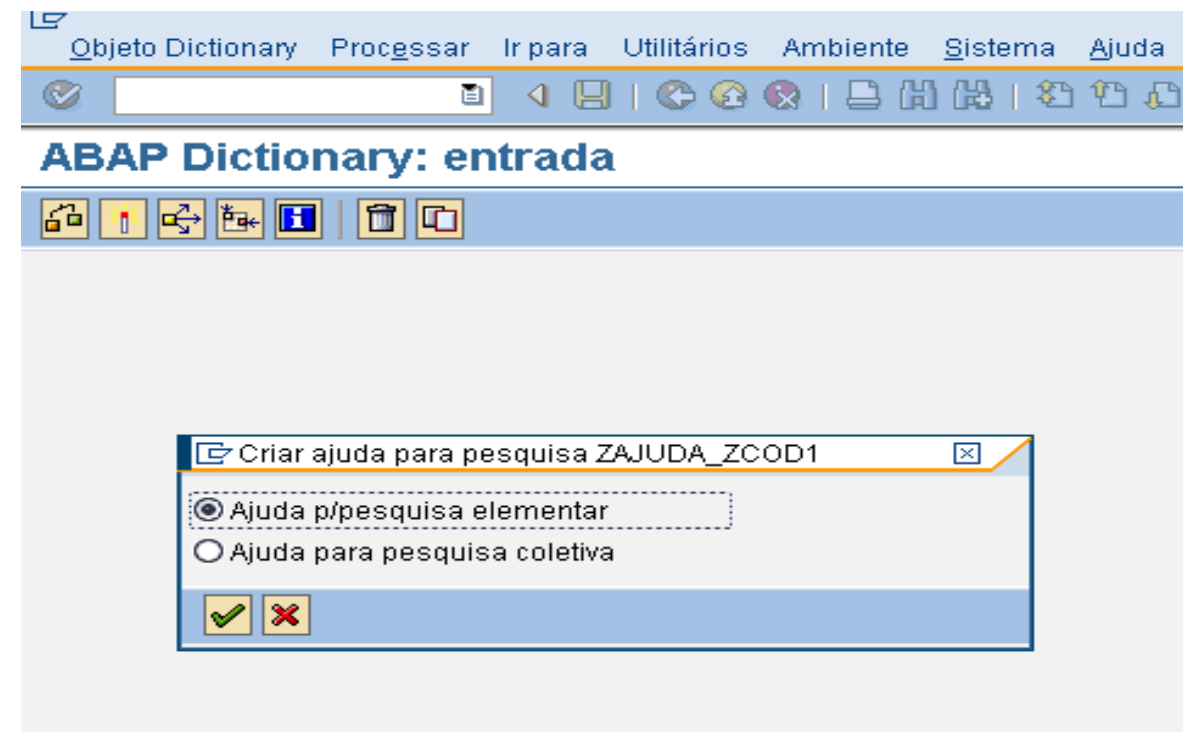 Objeto Dictionary Processar Ir para Utilitários Ambiente Sistema Ajuda
ABAP Dictionary: entrada
Criar ajuda para pesquisa ZAJUDA_ZCOD1
Ajuda p/pesquisa elementar
Ajuda para pesquisa coletiva